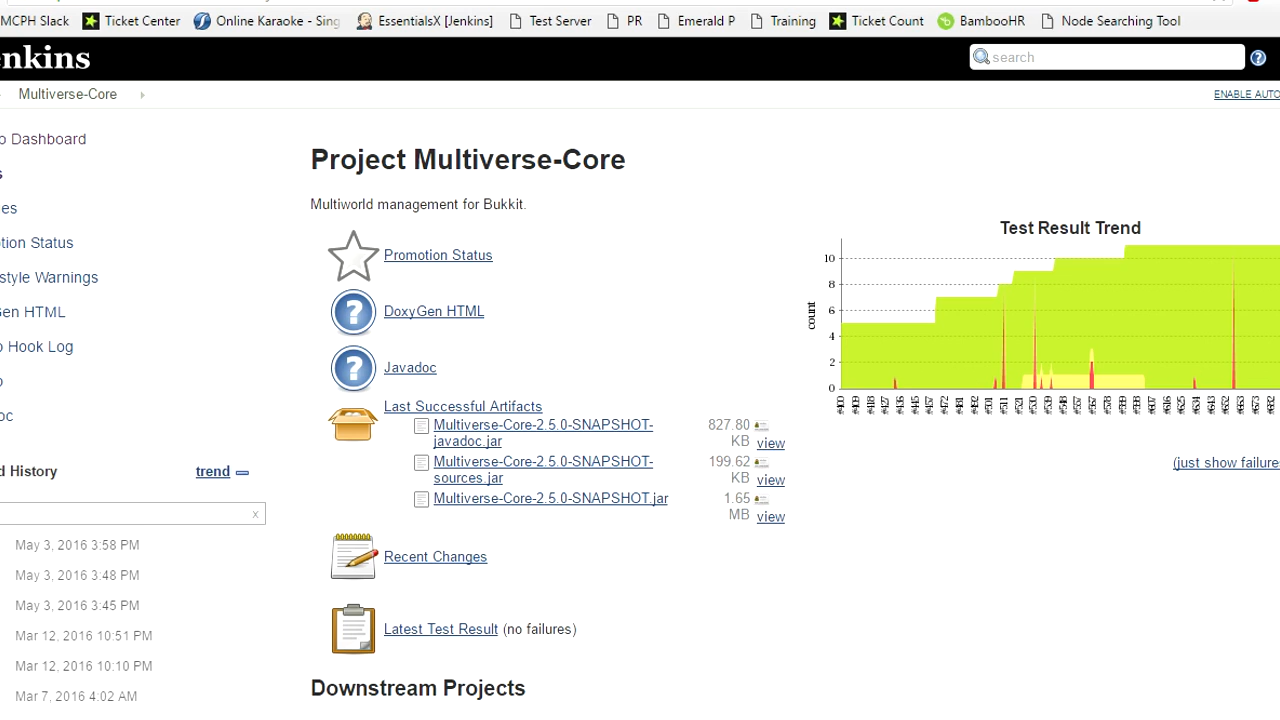 MCPH Slack Ticket Center Online Karaoke - Sing EssentialsX [Jenkins] Test Server PR Emerald P Training Ticket Count BambooHR Node Searching Tool
enkins search
Multiverse-Core ENABLE AUTO
o Dashboard
s
es
tion Status
style Warnings
Gen HTML
o Hook Log
o
oc
d History trend
x
May 3, 2016 3:58 PM
May 3, 2016 3:48 PM
May 3, 2016 3:45 PM
Mar 12, 2016 10:51 PM
Mar 12, 2016 10:10 PM
Mar 7, 2016 4:02 AM
Project Multiverse-Core
Multiworld management for Bukkit.
Promotion Status
DoxyGen HTML
Javadoc
Last Successful Artifacts
Multiverse-Core-2.5.0-SNAPSHOT- 827.80
javadoc.jar KB view
Multiverse-Core-2.5.0-SNAPSHOT- 199.62
sources.jar KB view
Multiverse-Core-2.5.0-SNAPSHOT.jar 1.65
MB view
Recent Changes
Latest Test Result (no failures)
Downstream Projects
Test Result Trend
count
10
8
6
4
2
0
(just show failure